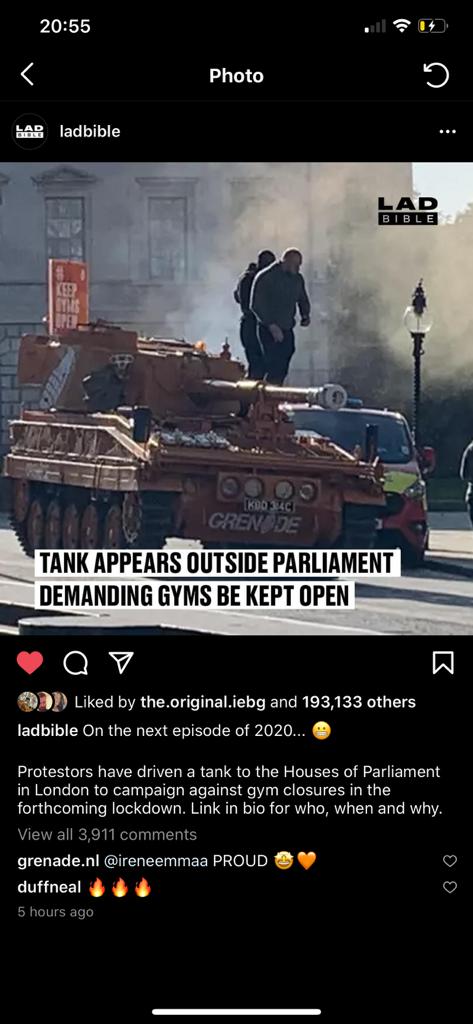 20:55
Photo
LAD
BIBLE
ladbible
LAD
BIBLE
#
KEEP
GYMS
OPEN
GRENADE
TANK APPEARS OUTSIDE PARLIAMENT
DEMANDING GYMS BE KEPT OPEN
Liked by the.original.iebg and 193,133 others
ladbible On the next episode of 2020... 😬
Protestors have driven a tank to the Houses of Parliament
in London to campaign against gym closures in the
forthcoming lockdown. Link in bio for who, when and why.
View all 3,911 comments
grenade.nl @ireneemmaa PROUD 🤩🧡
duffneal 🔥🔥🔥
5 hours ago